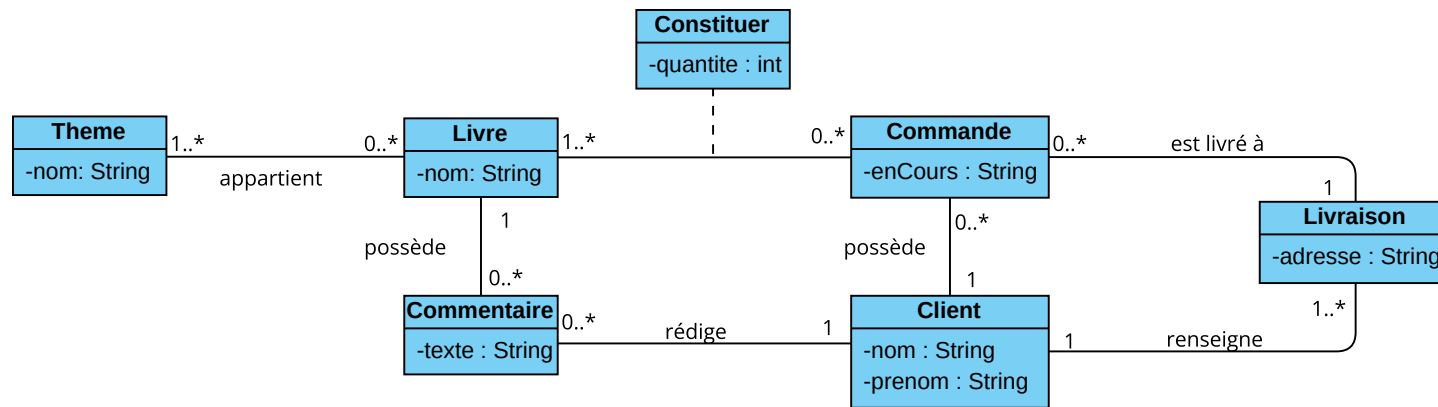 Constituer
-quantite : int
Theme
-nom: String
1..*
0..*
appartient
Livre
-nom: String
1..*
0..*
Commande
-enCours : String
0..*
est livré à
1
Livraison
-adresse : String
1
possède
0..*
0..*
possède
1
Commentaire
-texte : String
0..*
rédige
1
Client
-nom : String
-prenom : String
1
renseigne
1..*